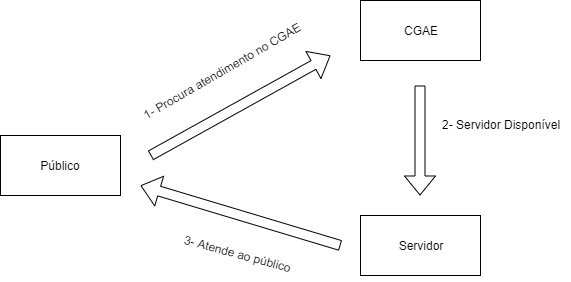 CGAE
1- Procura atendimento no CGAE
2- Servidor Disponível
Público
Servidor
3- Atende ao público